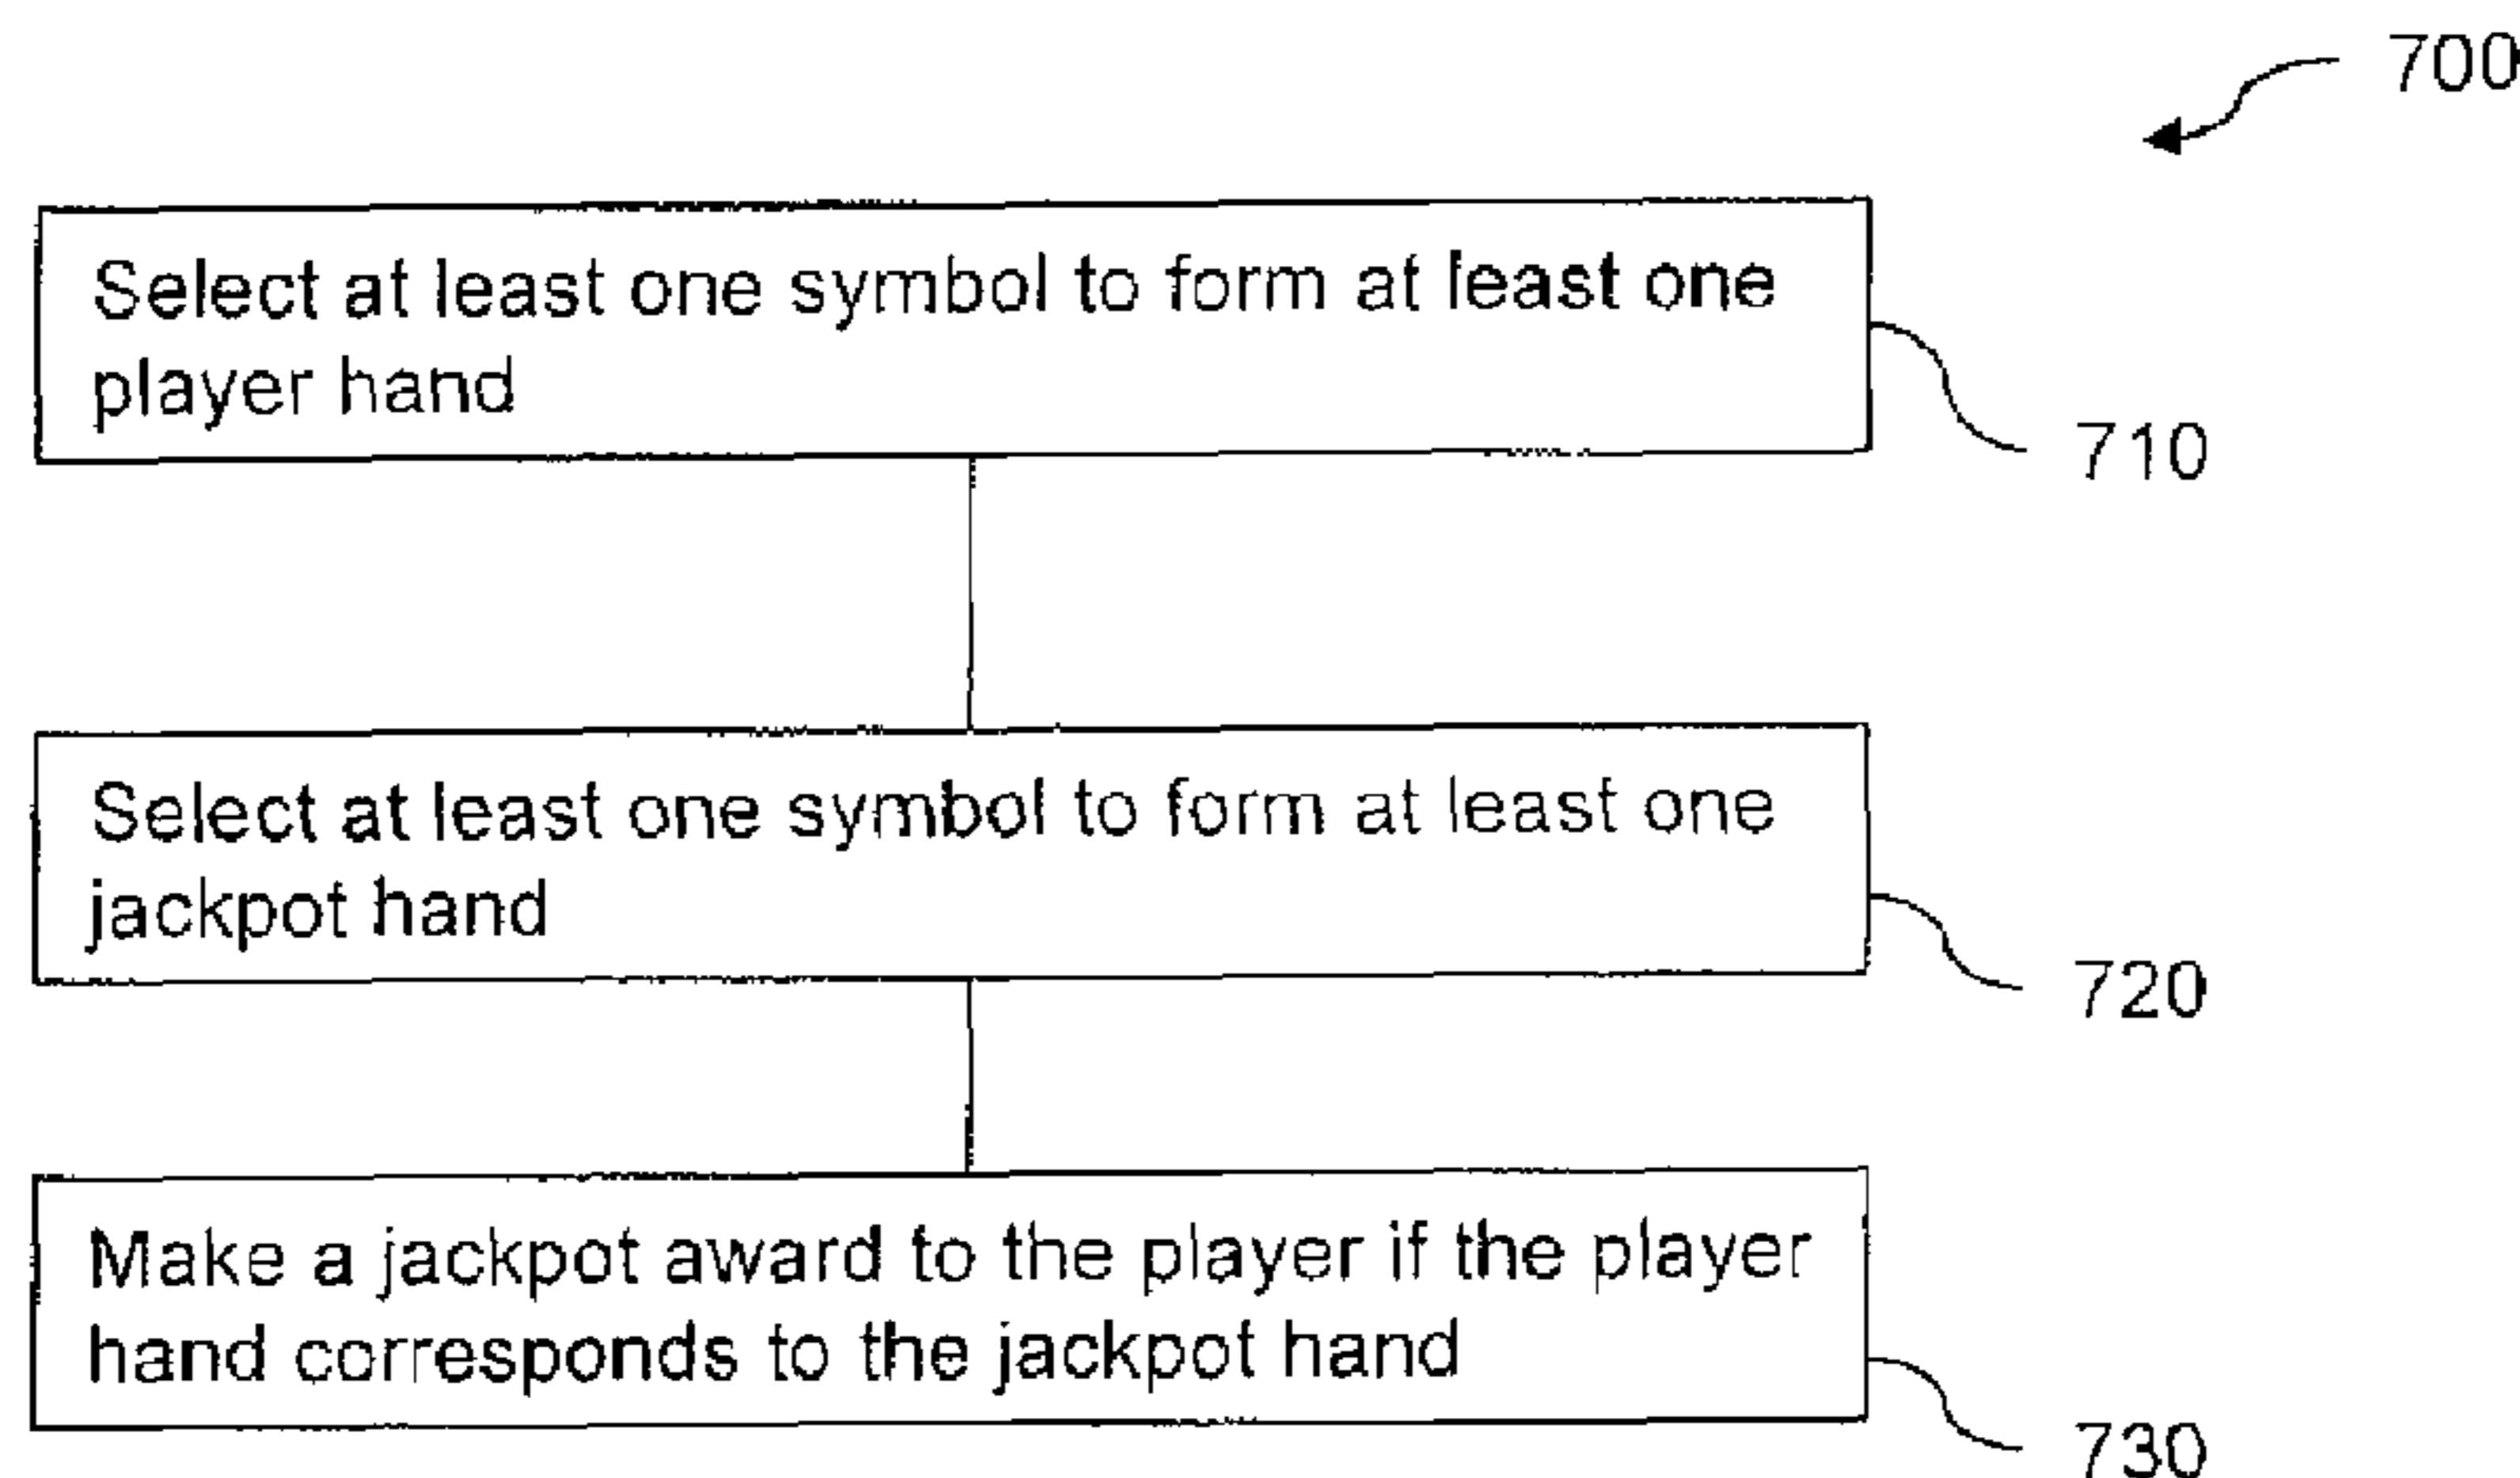 700
Select at least one symbol to form at least one
player hand
710
Select at least one symbol to form at least one
jackpot hand
720
Make a jackpot award to the player if the player
hand corresponds to the jackpot hand
730